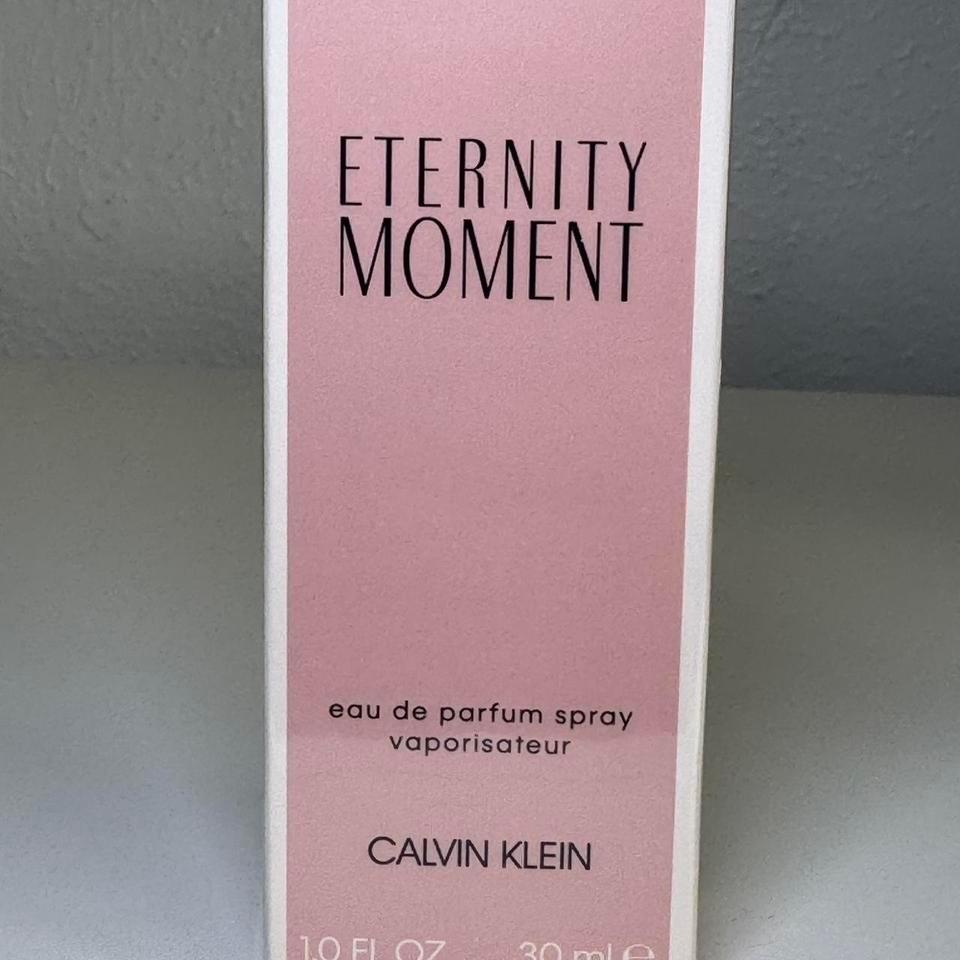 ETERNITY
MOMENT
eau de parfum spray
vaporisateur
CALVIN KLEIN
1.0 FL OZ 30 ml ℮